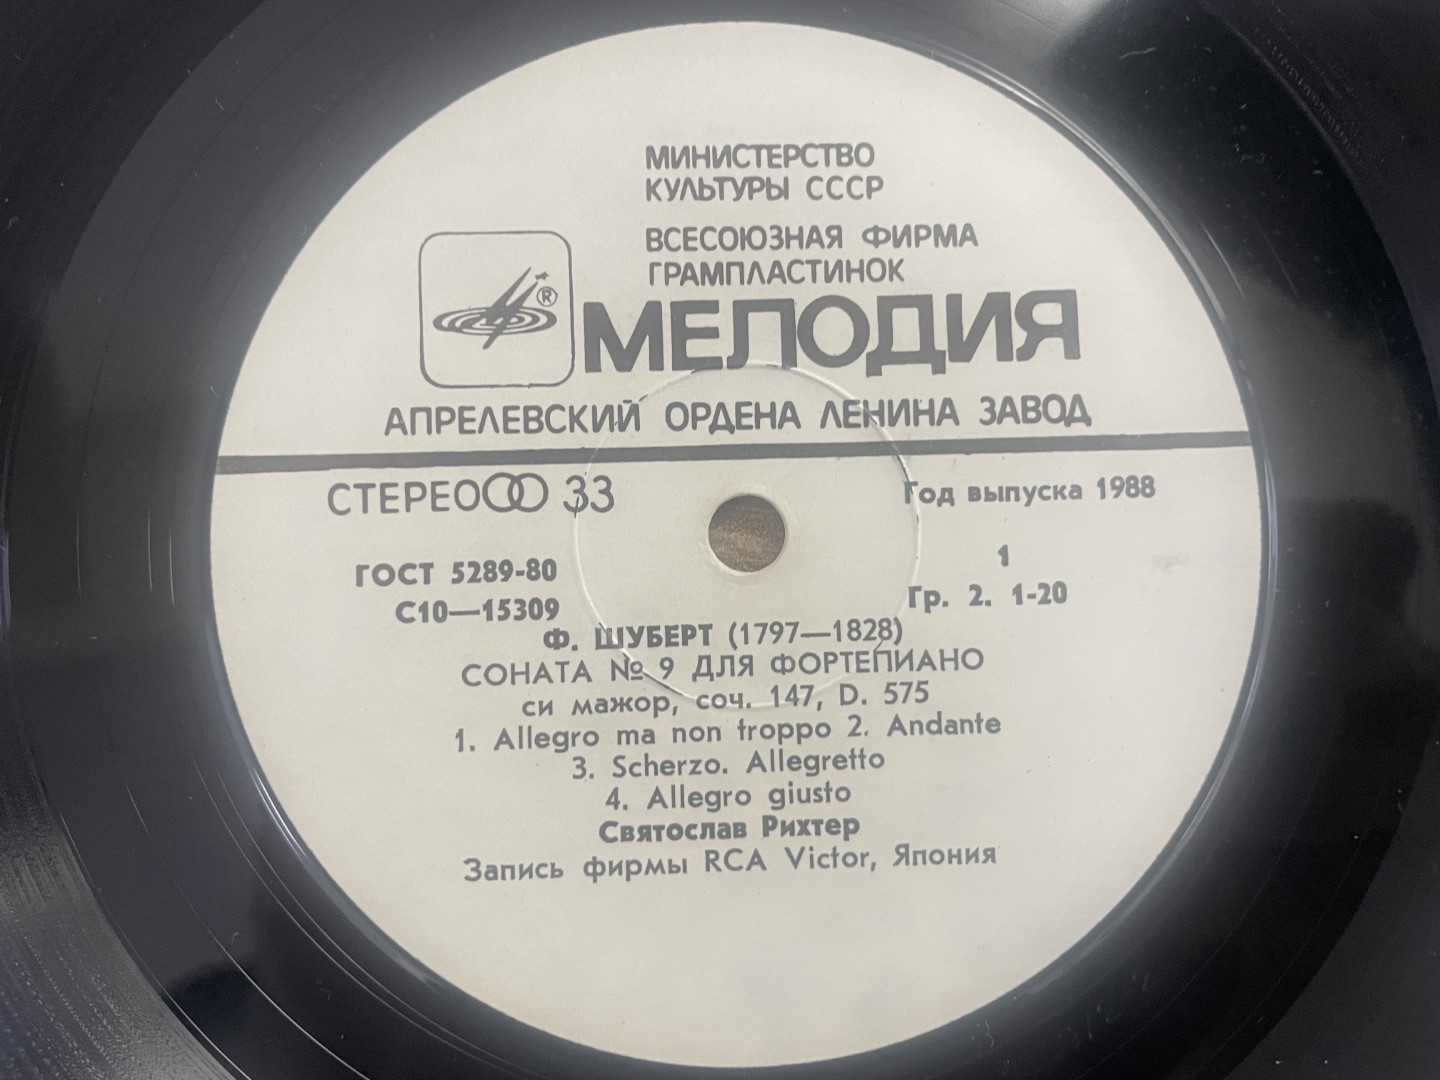 МИНИСТЕРСТВО
КУЛЬТУРЫ СССР
ВСЕСОЮЗНАЯ ФИРМА
ГРАМПЛАСТИНОК
®
МЕЛОДИЯ
АПРЕЛЕВСКИЙ ОРДЕНА ЛЕНИНА ЗАВОД
СТЕРЕО 33
Год выпуска 1988
ГОСТ 5289-80
1
С10—15309
Гр. 2. 1-20
Ф. ШУБЕРТ (1797—1828)
СОНАТА № 9 ДЛЯ ФОРТЕПИАНО
си мажор, соч. 147, D. 575
1. Allegro ma non troppo 2. Andante
3. Scherzo. Allegretto
4. Allegro giusto
Святослав Рихтер
Запись фирмы RCA Victor, Япония